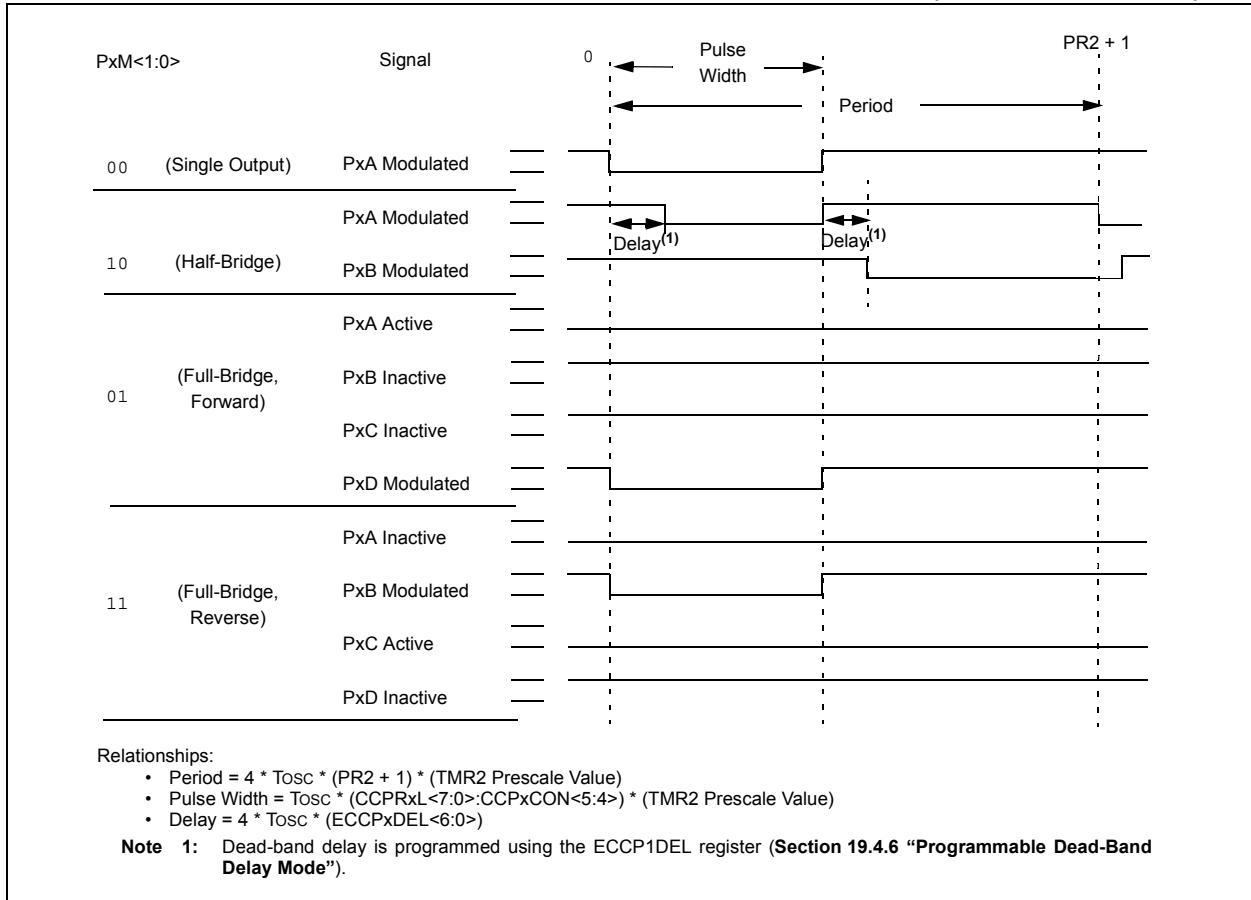 PxM<1:0> Signal 0 Pulse Width PR2 + 1
Period
00 (Single Output) PxA Modulated
PxA Modulated
Delay(1) Delay(1)
10 (Half-Bridge) PxB Modulated
PxA Active
01 (Full-Bridge, Forward) PxB Inactive
PxC Inactive
PxD Modulated
PxA Inactive
11 (Full-Bridge, Reverse) PxB Modulated
PxC Active
PxD Inactive
Relationships:
• Period = 4 * TOSC * (PR2 + 1) * (TMR2 Prescale Value)
• Pulse Width = TOSC * (CCPRxL<7:0>:CCPxCON<5:4>) * (TMR2 Prescale Value)
• Delay = 4 * TOSC * (ECCPxDEL<6:0>)
Note 1: Dead-band delay is programmed using the ECCP1DEL register (Section 19.4.6 “Programmable Dead-Band
Delay Mode”).